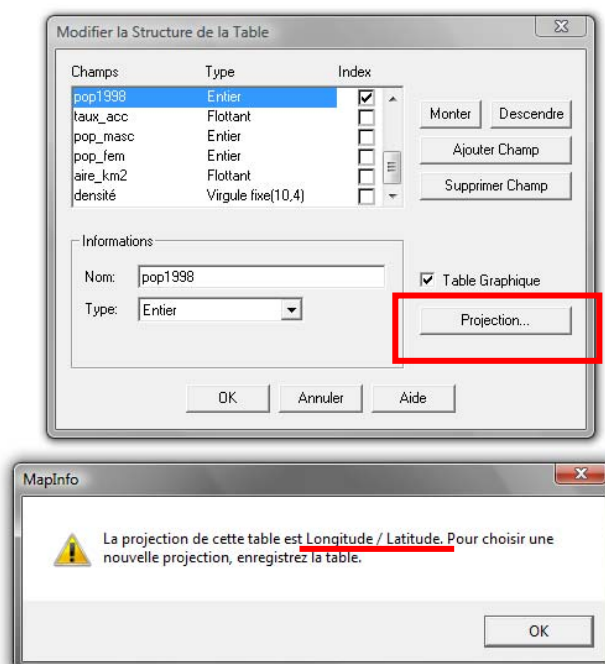 Modifier la Structure de la Table
Champs Type Index
pop1998 Entier
taux_acc Flottant
pop_masc Entier
pop_fem Entier
aire_km2 Flottant
densité Virgule fixe(10,4)
Monter Descendre
Ajouter Champ
Supprimer Champ
Informations
Nom: pop1998
Type: Entier
Table Graphique
Projection...
OK Annuler Aide
MapInfo
La projection de cette table est Longitude / Latitude. Pour choisir une
nouvelle projection, enregistrez la table.
OK